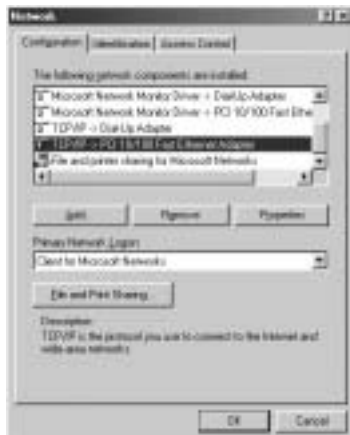 Network
Configuration Identification Access Control
The following network components are installed:
Microsoft Network Monitor Driver -> Dial-Up Adapter
Microsoft Network Monitor Driver -> PCI 10/100 Fast Ethe
TCP/IP -> Dial-Up Adapter
TCP/IP -> PCI 10/100 Fast Ethernet Adapter
File and printer sharing for Microsoft Networks
Add... Remove Properties
Primary Network Logon:
Client for Microsoft Networks
File and Print Sharing...
Description
TCP/IP is the protocol you use to connect to the Internet and
wide-area networks.
OK Cancel